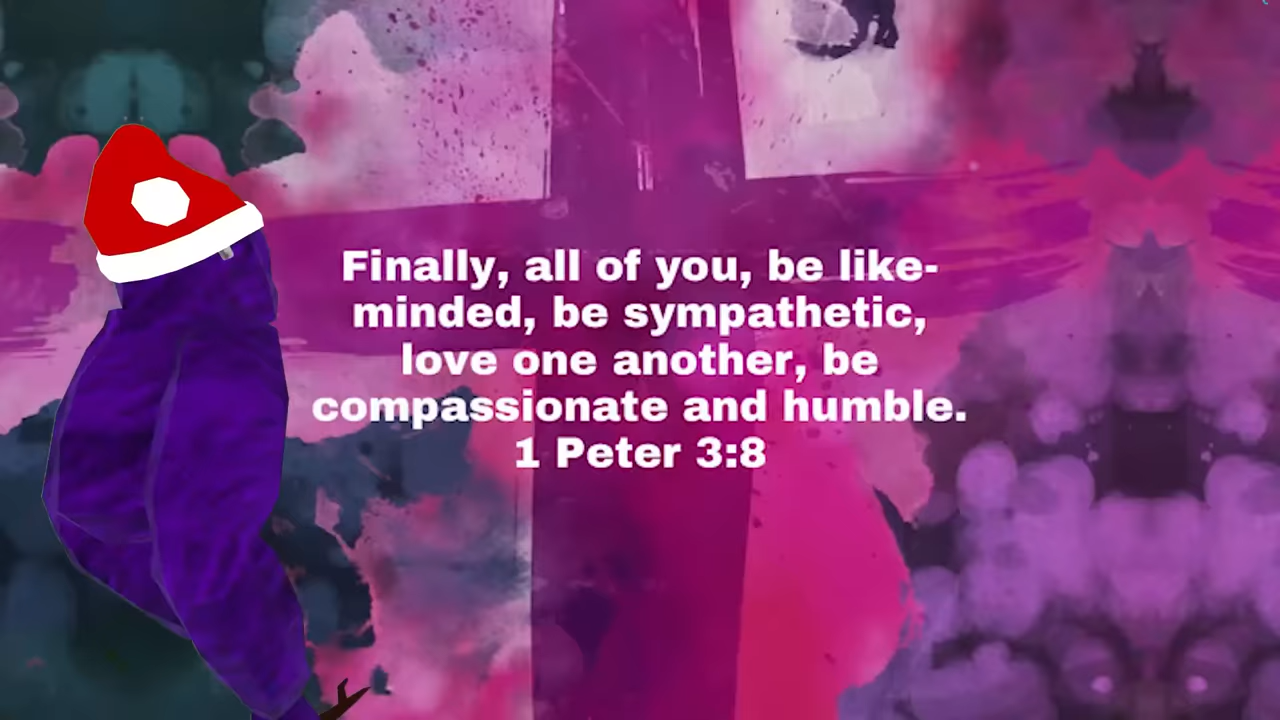 Finally, all of you, be like-
minded, be sympathetic,
love one another, be
compassionate and humble.
1 Peter 3:8